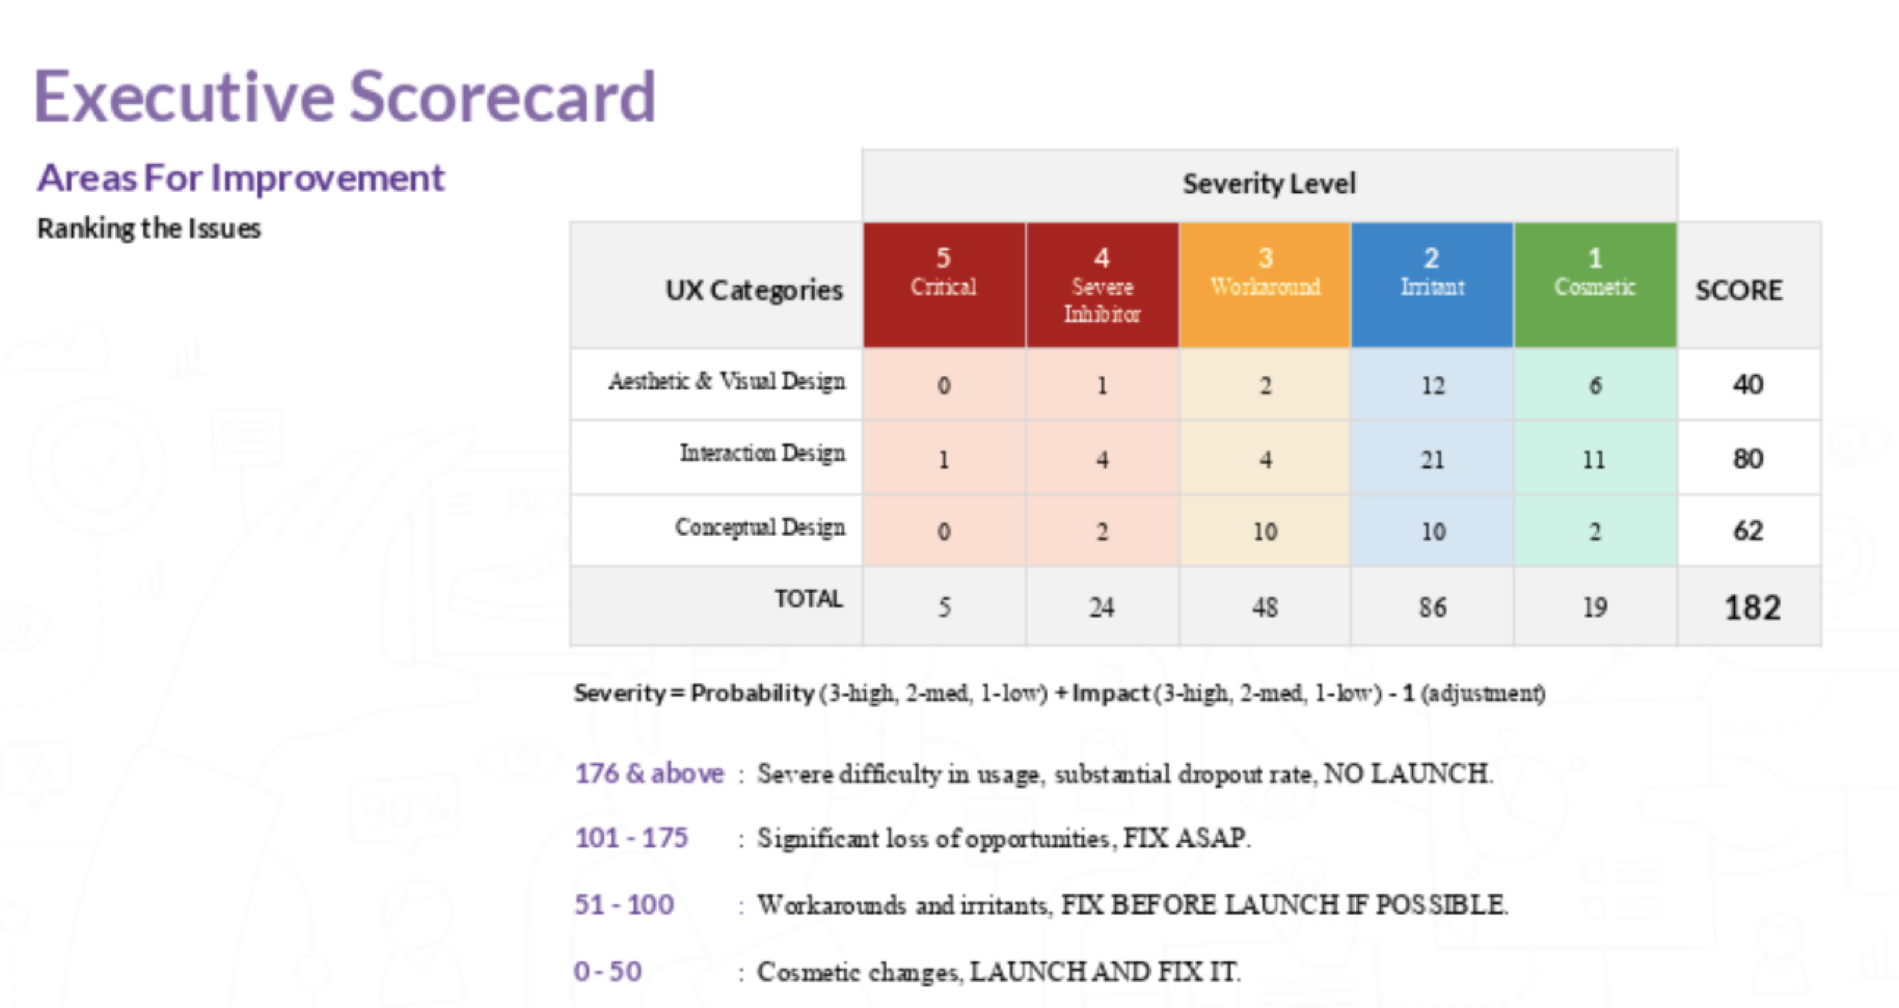 Executive Scorecard
Areas For Improvement
Ranking the Issues
Severity Level
UX Categories 5 Critical 4 Severe Inhibitor 3 Workaround 2 Irritant 1 Cosmetic SCORE
Aesthetic & Visual Design 0 1 2 12 6 40
Interaction Design 1 4 4 21 11 80
Conceptual Design 0 2 10 10 2 62
TOTAL 5 24 48 86 19 182
Severity = Probability (3-high, 2-med, 1-low) + Impact (3-high, 2-med, 1-low) - 1 (adjustment)
176 & above : Severe difficulty in usage, substantial dropout rate, NO LAUNCH.
101 - 175 : Significant loss of opportunities, FIX ASAP.
51 - 100 : Workarounds and irritants, FIX BEFORE LAUNCH IF POSSIBLE.
0 - 50 : Cosmetic changes, LAUNCH AND FIX IT.
90%
%